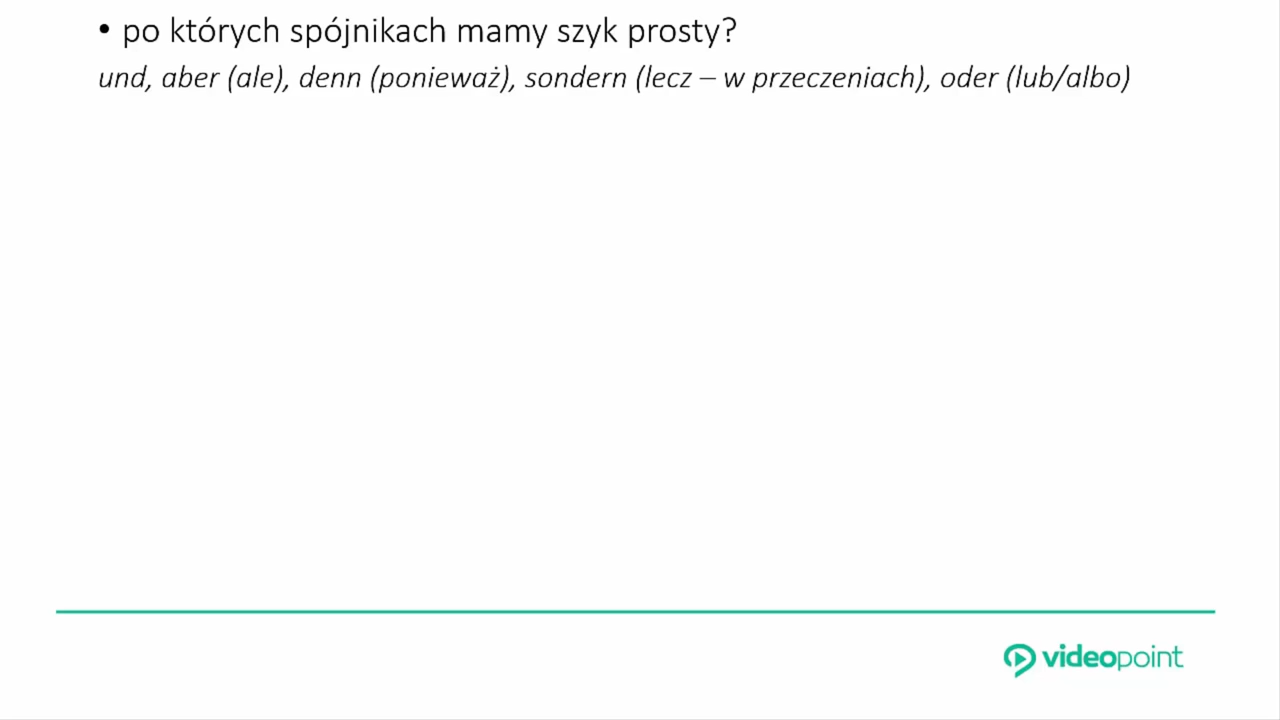 • po których spójnikach mamy szyk prosty?
und, aber (ale), denn (ponieważ), sondern (lecz – w przeczeniach), oder (lub/albo)
videopoint